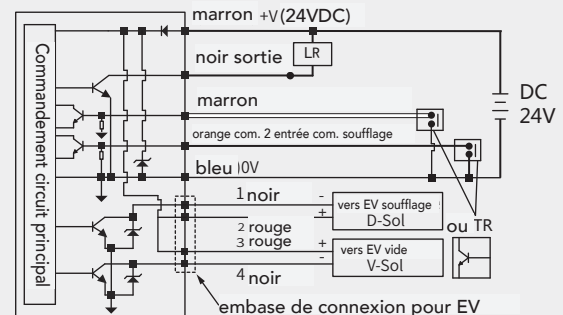 marron +V(24VDC)
noir sortie
LR
marron
DC
24V
orange com. 2 entrée com. soufflage
bleu )0V
Commandement circuit principal
1 noir
-
vers EV soufflage
D-Sol
+
2 rouge
ou TR
3 rouge
+
vers EV vide
V-Sol
-
4 noir
embase de connexion pour EV